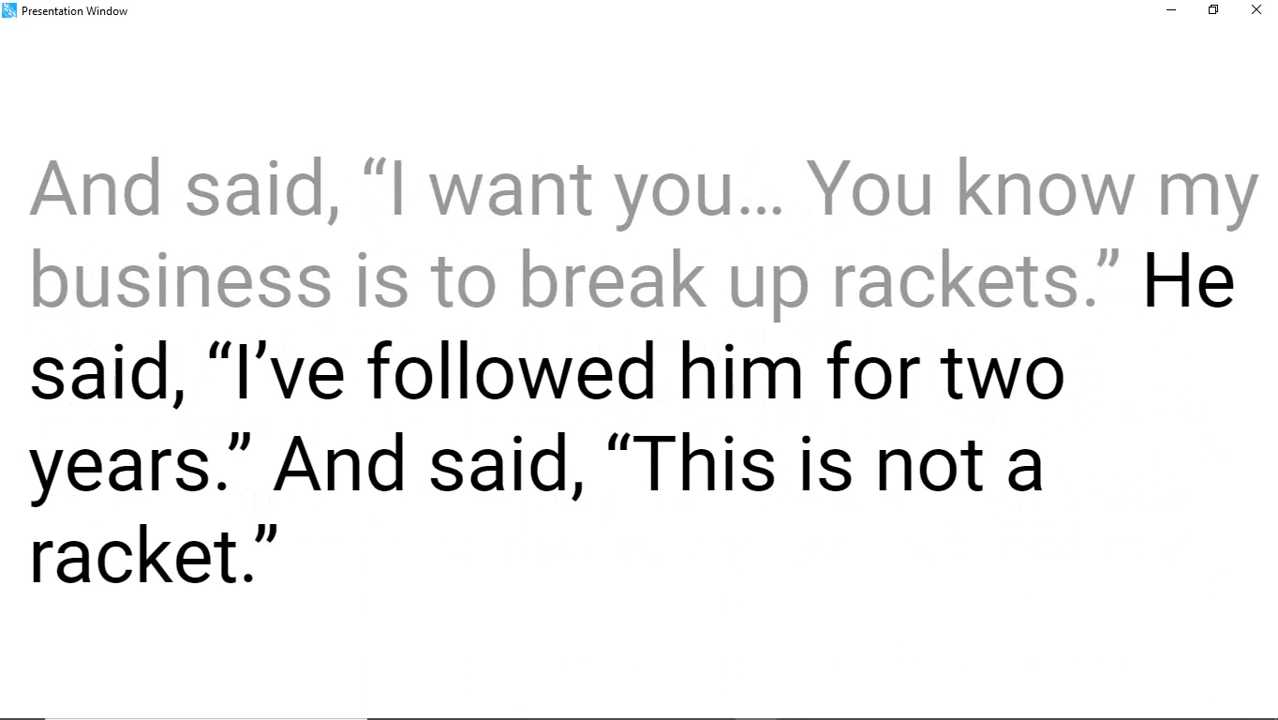 Presentation Window
And said, “I want you… You know my
business is to break up rackets.” He
said, “I’ve followed him for two
years.” And said, “This is not a
racket.”